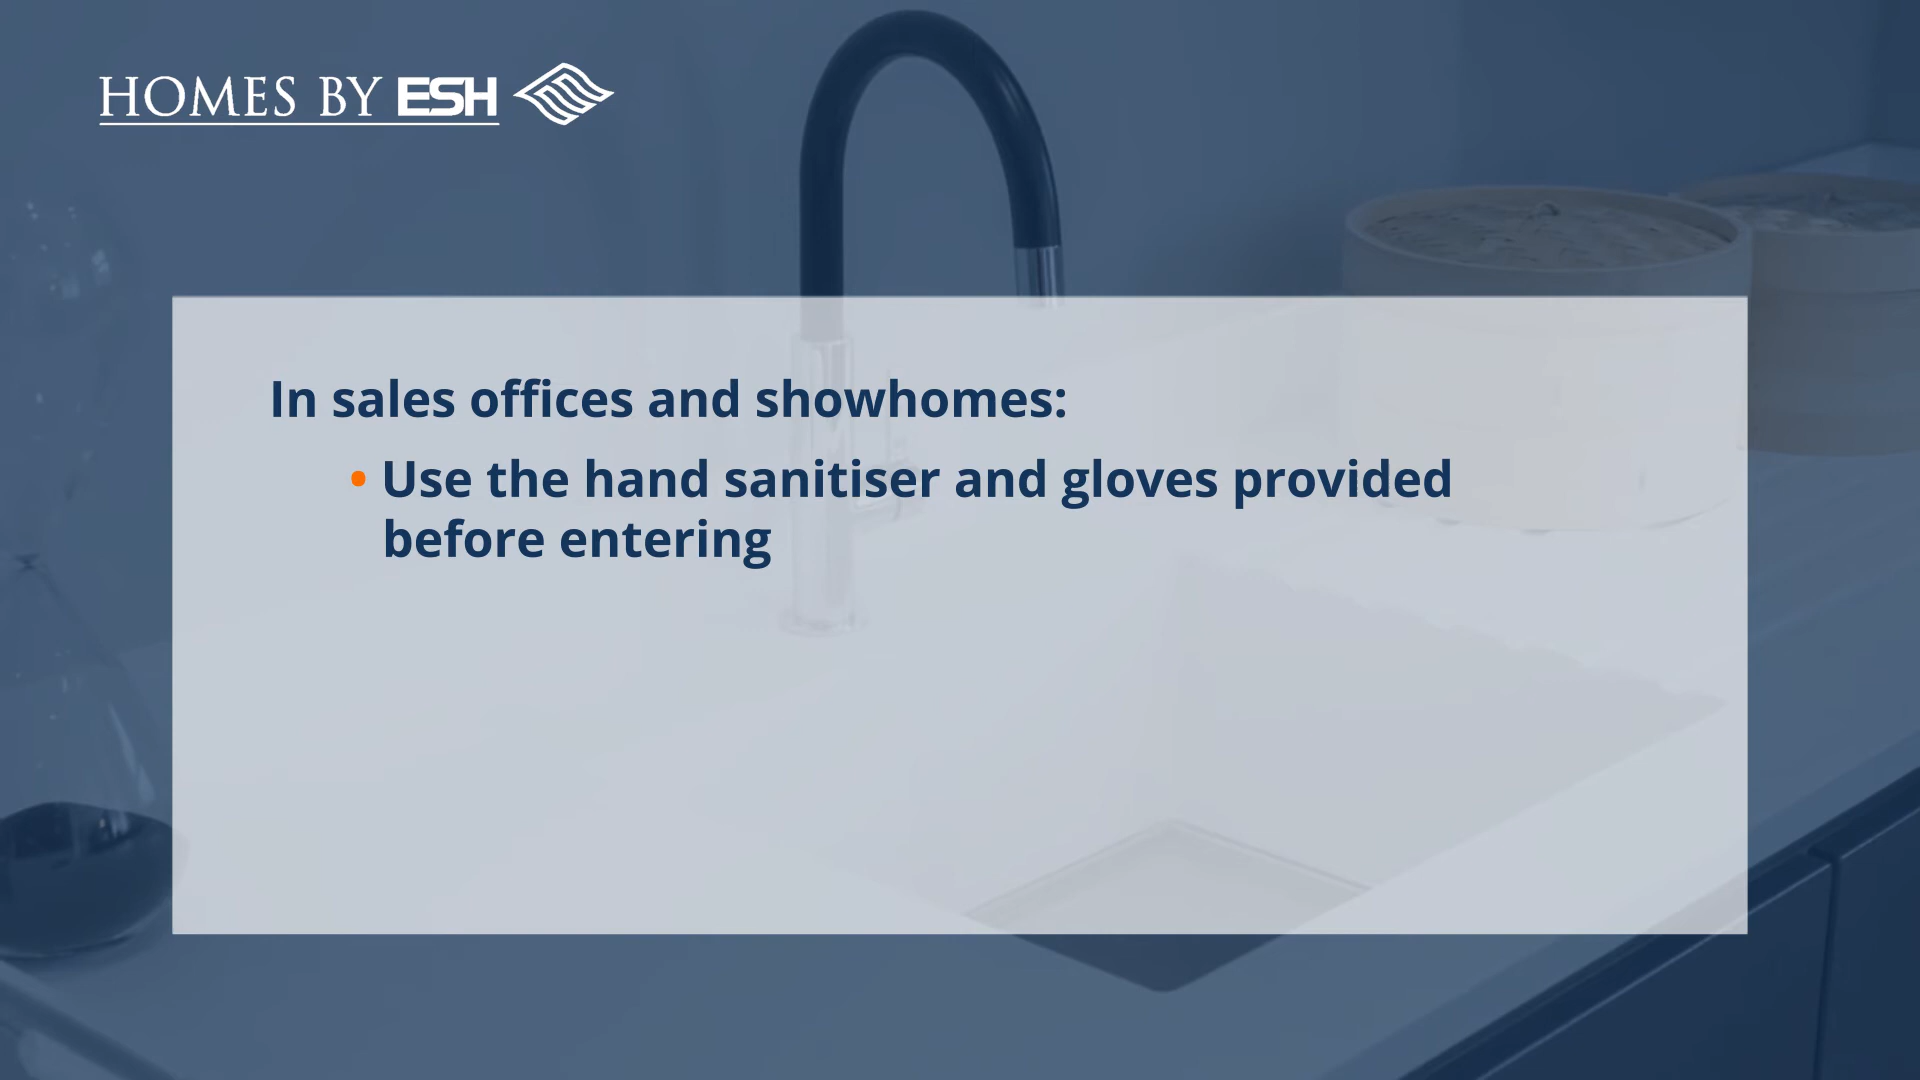 HOMES BY ESH
In sales offices and showhomes:
• Use the hand sanitiser and gloves provided
before entering